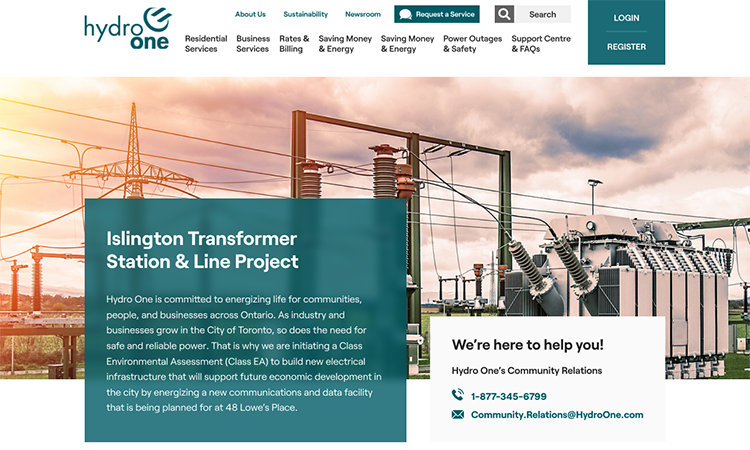 hydro
one
About Us
Sustainability
Newsroom
Request a Service
Search
LOGIN
REGISTER
Residential
Services
Business
Services
Rates &
Billing
Saving Money
& Energy
Saving Money
& Energy
Power Outages
& Safety
Support Centre
& FAQs
Islington Transformer
Station & Line Project
Hydro One is committed to energizing life for communities,
people, and businesses across Ontario. As industry and
businesses grow in the City of Toronto, so does the need for
safe and reliable power. That is why we are initiating a Class
Environmental Assessment (Class EA) to build new electrical
infrastructure that will support future economic development in
the city by energizing a new communications and data facility
that is being planned for at 48 Lowe's Place.
We're here to help you!
Hydro One's Community Relations
1-877-345-6799
Community.Relations@HydroOne.com